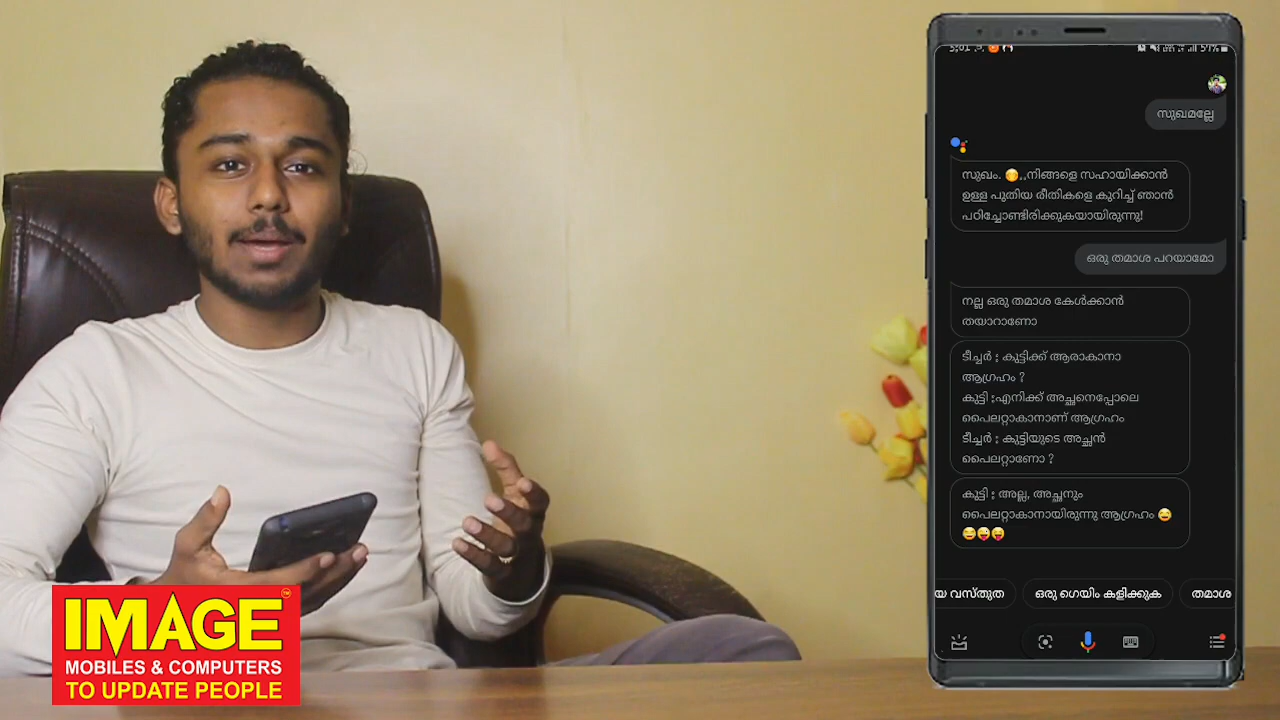 IMAGE
TM
MOBILES & COMPUTERS
TO UPDATE PEOPLE
57%
സുഖമല്ലേ
സുഖം. 🤭,,നിങ്ങളെ സഹായിക്കാൻ
ഉള്ള പുതിയ രീതികളെ കുറിച്ച് ഞാൻ
പഠിച്ചോണ്ടിരിക്കുകയായിരുന്നു!
ഒരു തമാശ പറയാമോ
നല്ല ഒരു തമാശ കേൾക്കാൻ
തയാറാണോ
ടീച്ചർ ; കുട്ടിക്ക് ആരാകാനാ
ആഗ്രഹം ?
കുട്ടി ;എനിക്ക് അച്ഛനെപ്പോലെ
പൈലറ്റാകാനാണ് ആഗ്രഹം
ടീച്ചർ ; കുട്ടിയുടെ അച്ഛൻ
പൈലറ്റാണോ ?
കുട്ടി ; അല്ല, അച്ഛനും
പൈലറ്റാകാനായിരുന്നു ആഗ്രഹം 😅
😅😝😝
യ വസ്തുത
ഒരു ഗെയിം കളിക്കുക
തമാശ